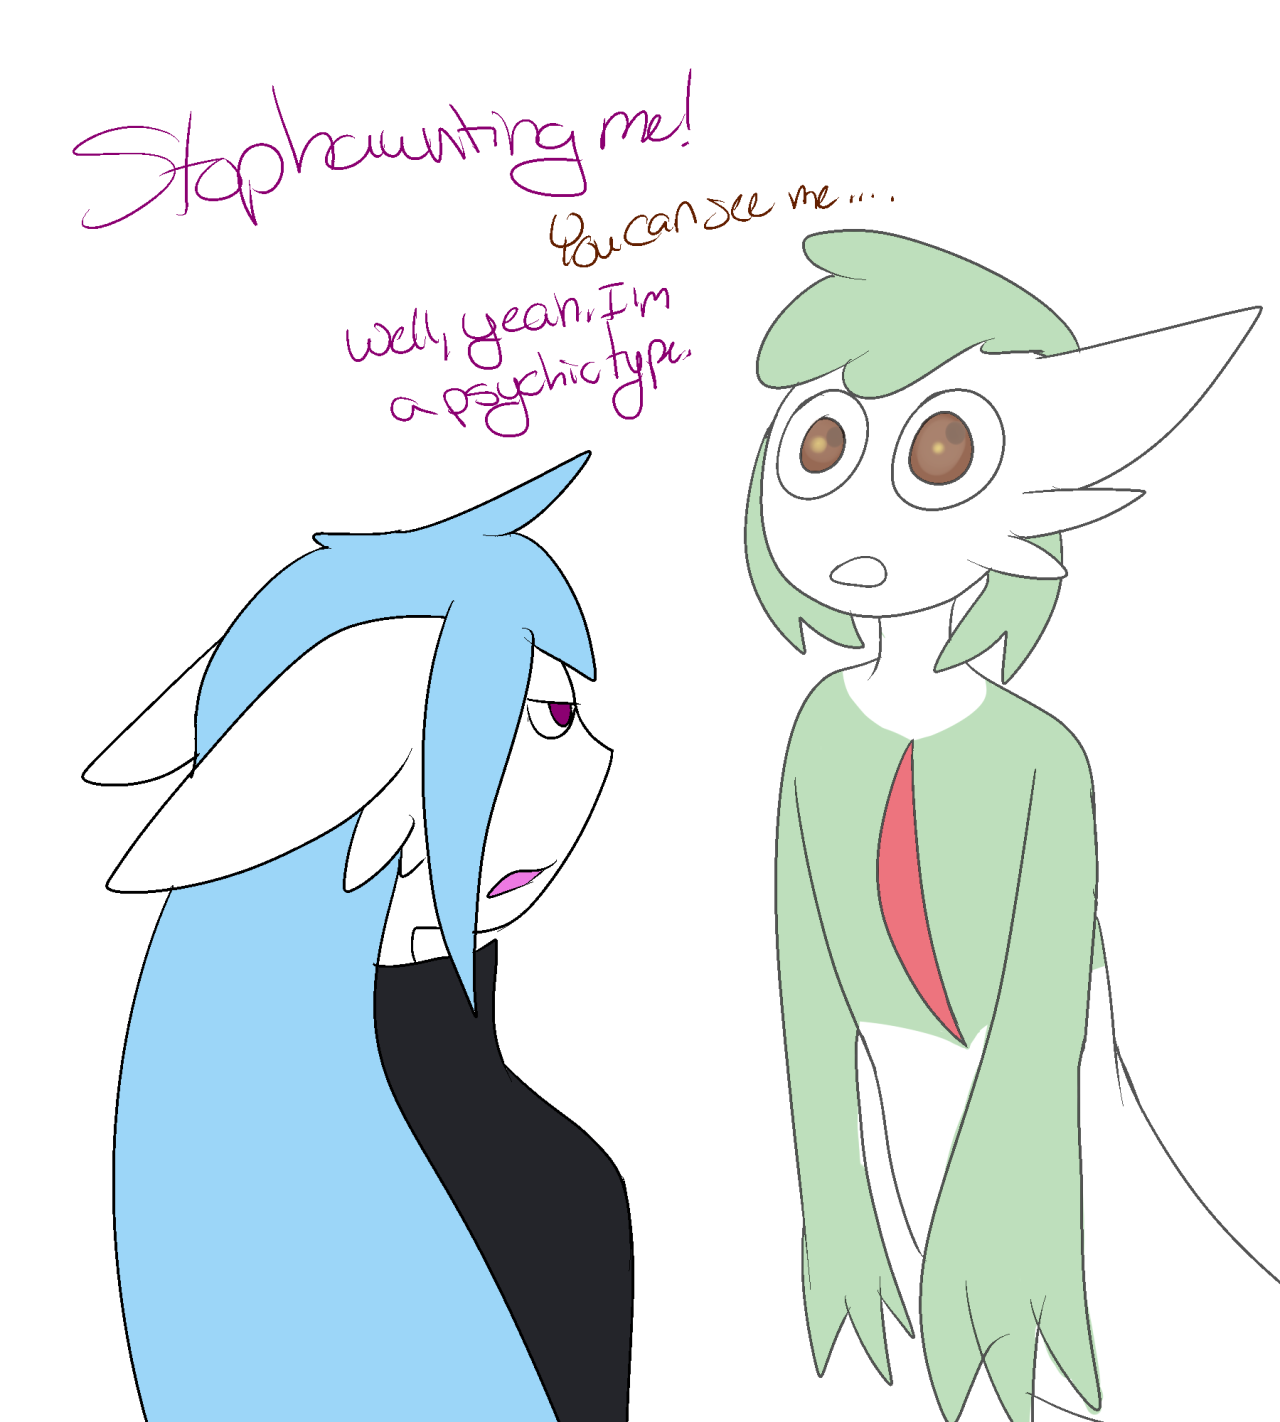 Stop haunting me!
You can see me....
Well, yeah. I'm
a psychic type.